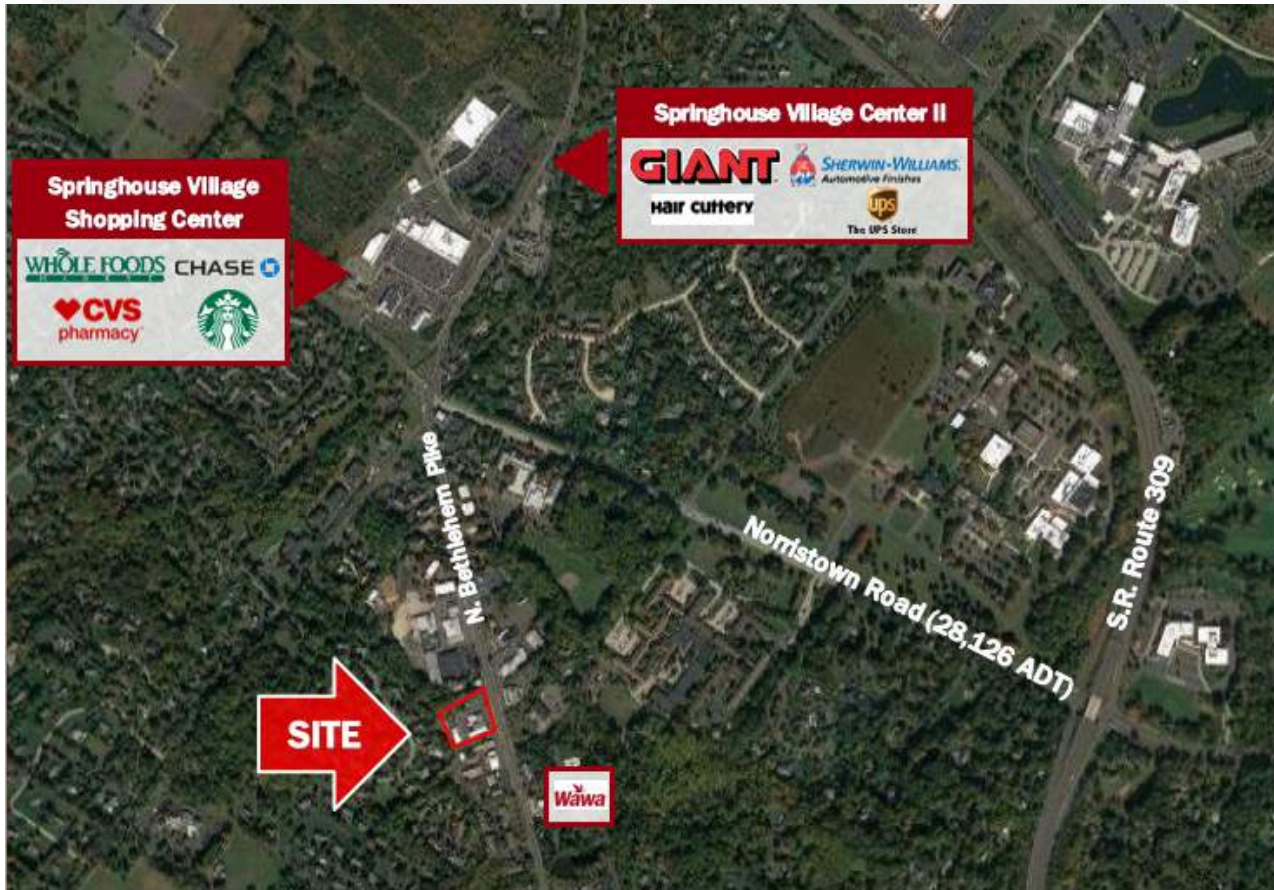 Springhouse Village Center II
GIANT
SHERWIN-WILLIAMS.
Automotive Finishes
HAIR CUTTERY
ups
The UPS Store
Springhouse Village
Shopping Center
WHOLE FOODS
MARKET
CHASE
CVS
pharmacy
N. Bethlehem Pike
Norristown Road (28,126 ADT)
S.R. Route 309
SITE
Wawa